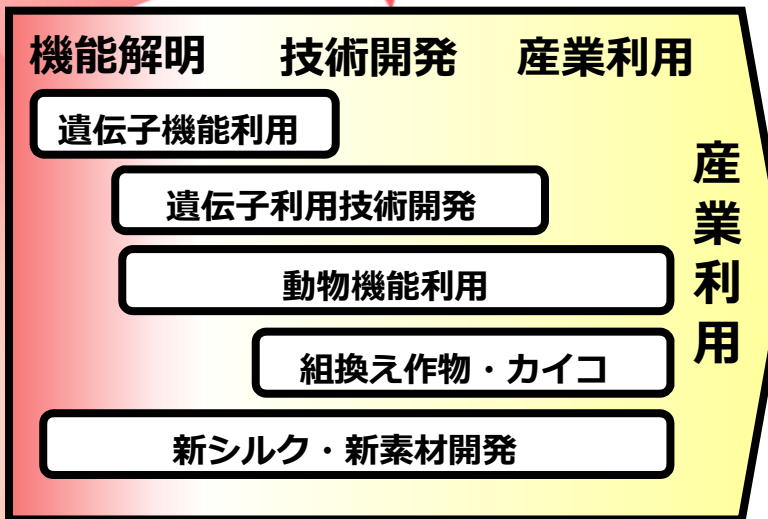 機能解明 技術開発 産業利用
遺伝子機能利用
遺伝子利用技術開発
動物機能利用
組換え作物・カイコ
新シルク・新素材開発
産業利用